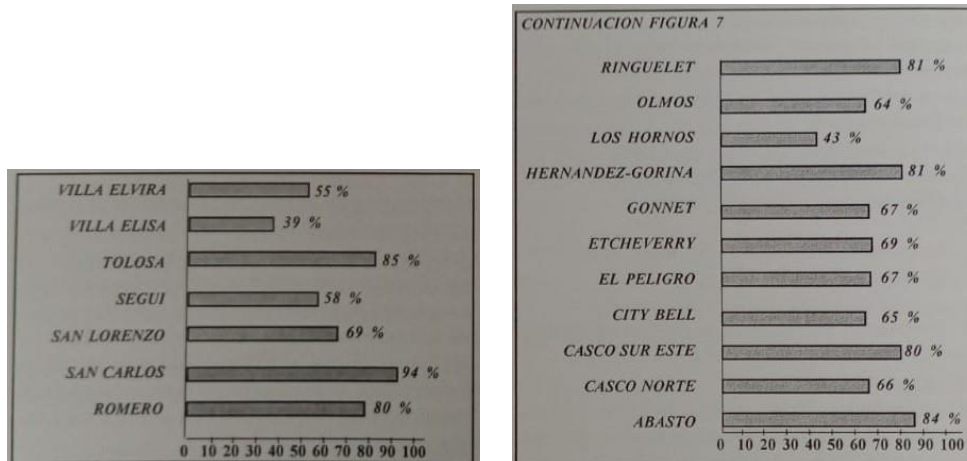 VILLA ELVIRA 55 %
VILLA ELISA 39 %
TOLOSA 85 %
SEGUI 58 %
SAN LORENZO 69 %
SAN CARLOS 94 %
ROMERO 80 %
0 10 20 30 40 50 60 70 80 90 100
CONTINUACION FIGURA 7
RINGUELET 81 %
OLMOS 64 %
LOS HORNOS 43 %
HERNANDEZ-GORINA 81 %
GONNET 67 %
ETCHEVERRY 69 %
EL PELIGRO 67 %
CITY BELL 65 %
CASCO SUR ESTE 80 %
CASCO NORTE 66 %
ABASTO 84 %
0 10 20 30 40 50 60 70 80 90 100